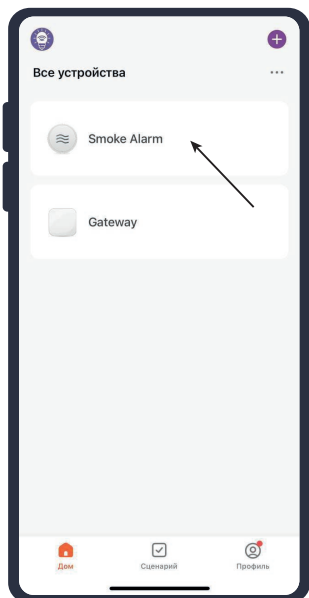 Все устройства
Smoke Alarm
Gateway
Дом
Сценарий
Профиль